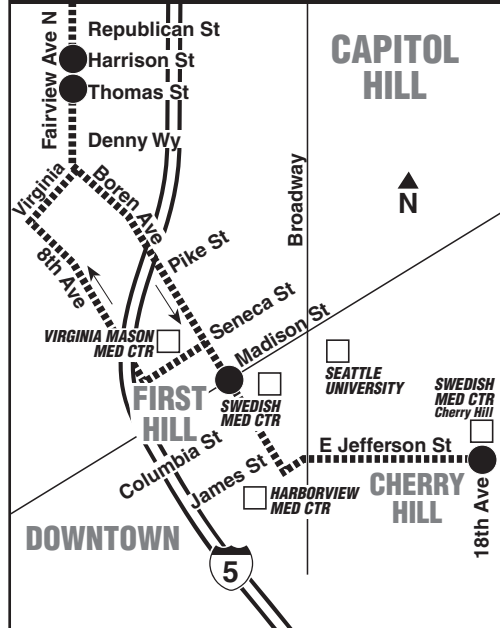 Republican St
Harrison St
Thomas St
Fairview Ave N
Denny Wy
CAPITOL
HILL
N
Broadway
Virginia
Boren Ave
8th Ave
Pike St
Seneca St
Madison St
VIRGINIA MASON
MED CTR
FIRST
HILL
SWEDISH
MED CTR
SEATTLE
UNIVERSITY
SWEDISH
MED CTR
Cherry Hill
Columbia St
James St
E Jefferson St
HARBORVIEW
MED CTR
CHERRY
HILL
18th Ave
DOWNTOWN
5